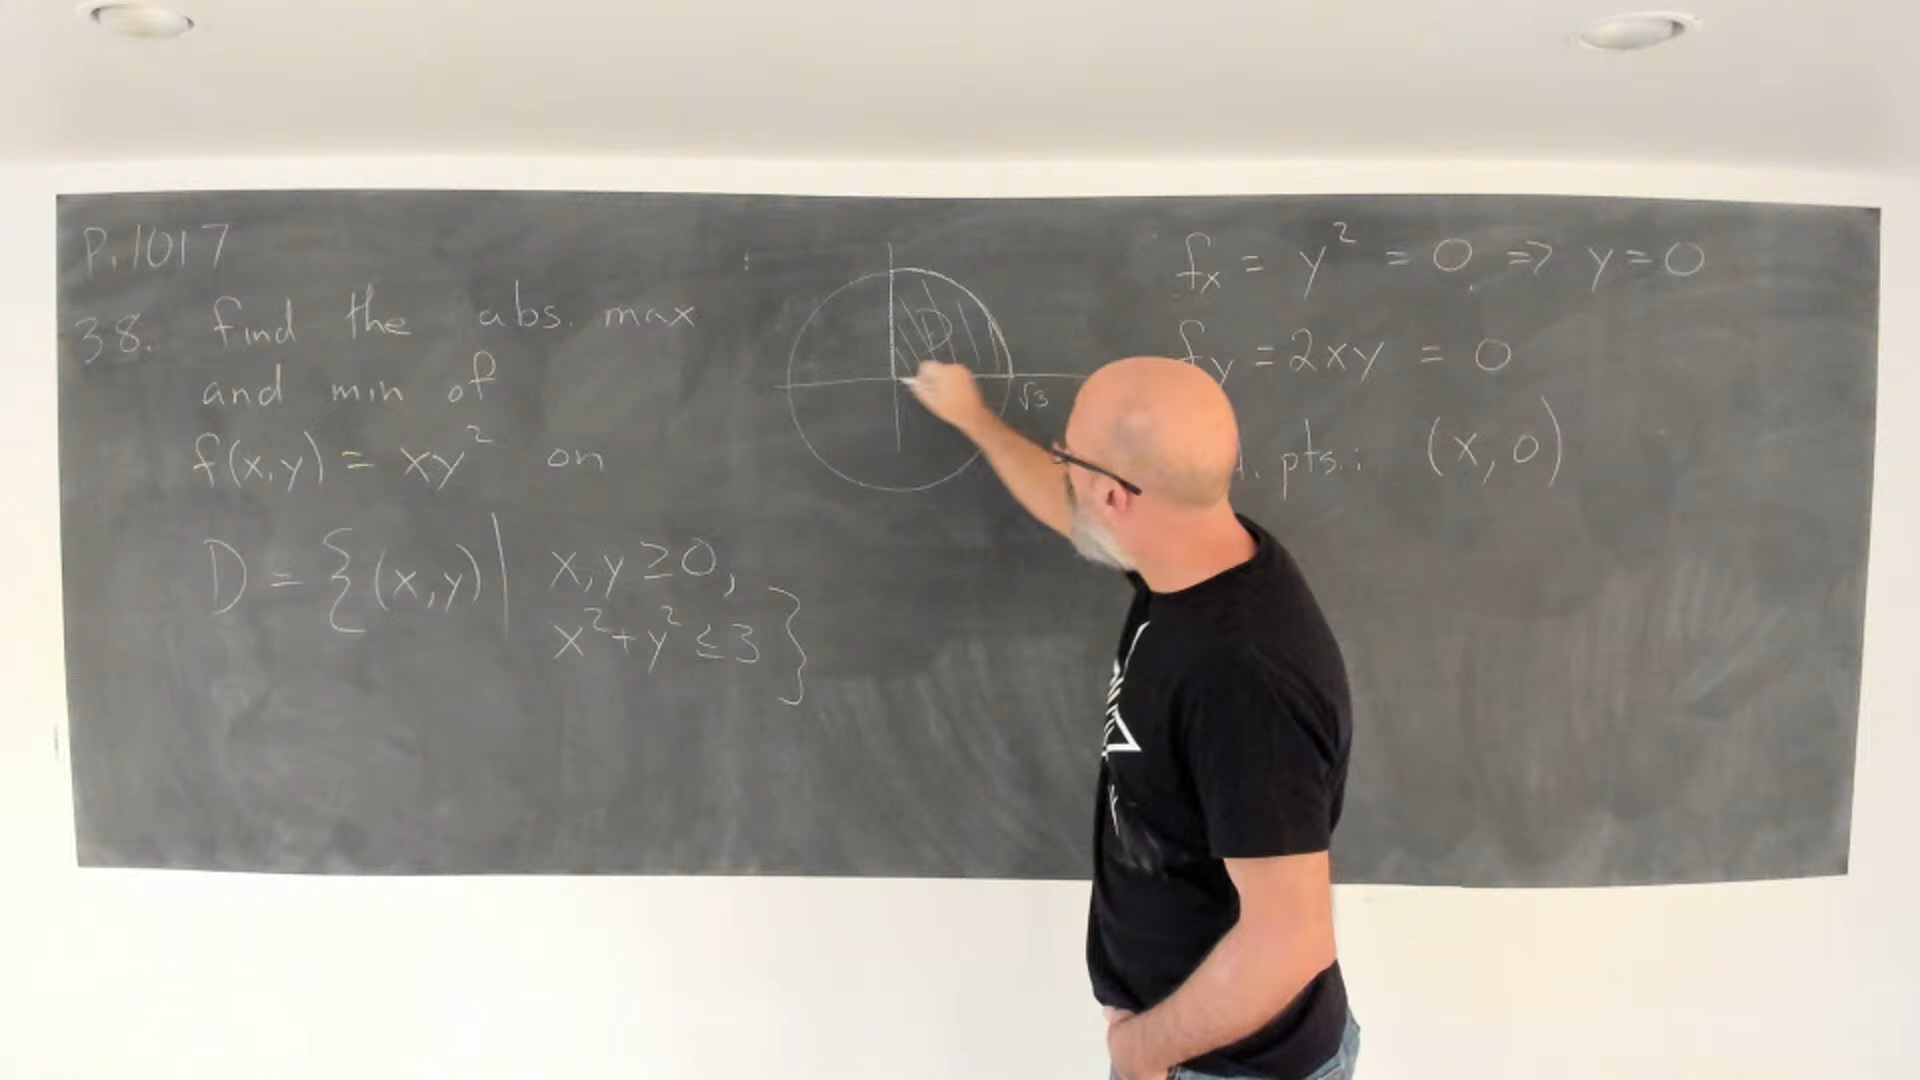 P.1017
38. find the abs. max
and min of
f(x,y) = xy² on
D = {(x,y) | x,y ≥ 0,
x² + y² ≤ 3 }
D
√3
fx = y² = 0 ⇒ y = 0
fy = 2xy = 0
pts.: (x, 0)